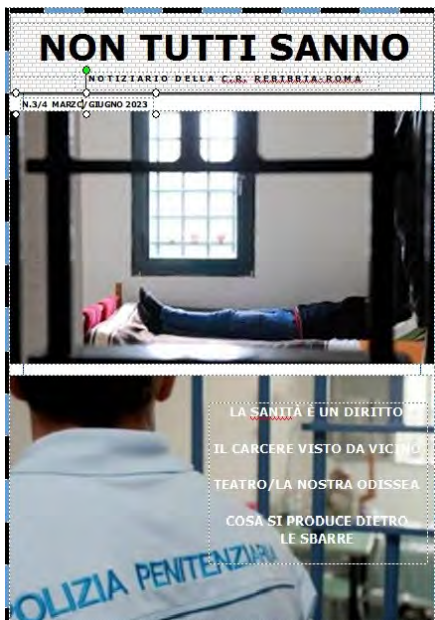 NON TUTTI SANNO
NOTIZIARIO DELLA C.R. REBIBBIA-ROMA
N.3/4 MARZO/GIUGNO 2023
LA SANITÀ È UN DIRITTO
IL CARCERE VISTO DA VICINO
TEATRO/LA NOSTRA ODISSEA
COSA SI PRODUCE DIETRO
LE SBARRE
POLIZIA PENITENZIARIA